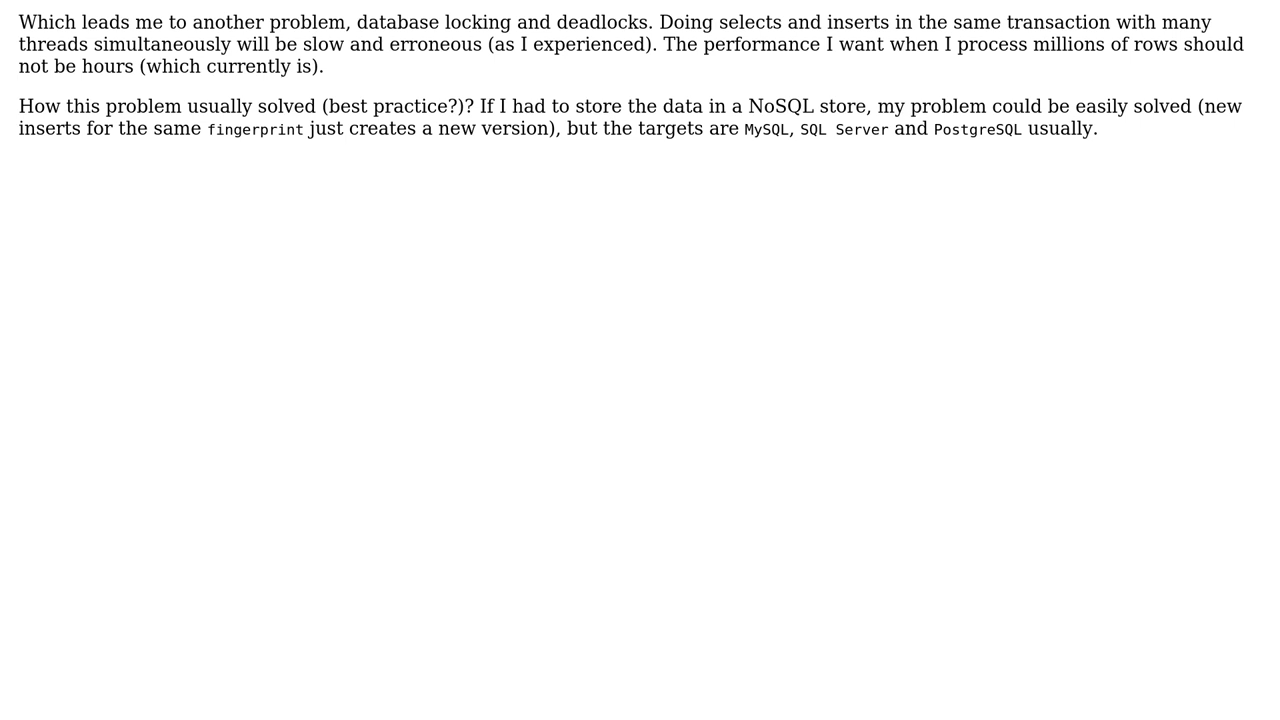 Which leads me to another problem, database locking and deadlocks. Doing selects and inserts in the same transaction with many
threads simultaneously will be slow and erroneous (as I experienced). The performance I want when I process millions of rows should
not be hours (which currently is).
How this problem usually solved (best practice?)? If I had to store the data in a NoSQL store, my problem could be easily solved (new
inserts for the same fingerprint just creates a new version), but the targets are MySQL, SQL Server and PostgreSQL usually.